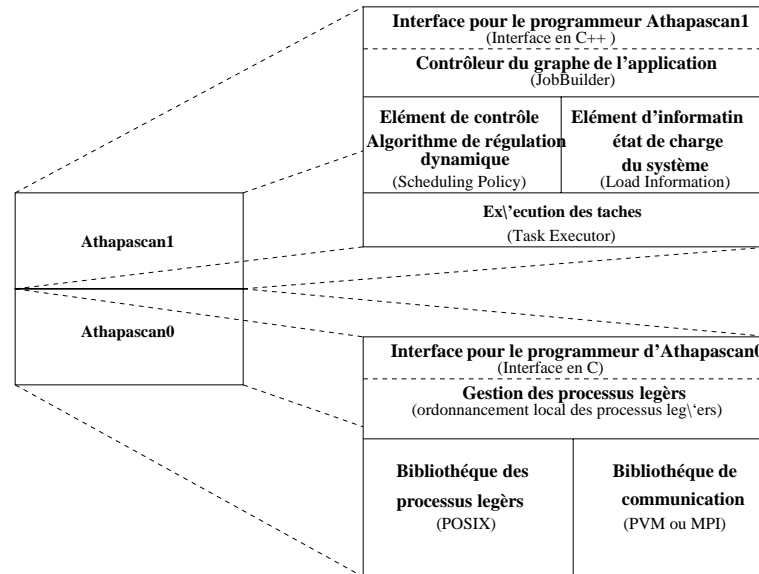 Interface pour le programmeur Athapascan1
(Interface en C++ )
Contrôleur du graphe de l'application
(JobBuilder)
Elément de contrôle
Algorithme de régulation
dynamique
(Scheduling Policy)
Elément d'informatin
état de charge
du système
(Load Information)
Ex\'ecution des taches
(Task Executor)
Athapascan1
Athapascan0
Interface pour le programmeur d'Athapascan0
(Interface en C)
Gestion des processus legèrs
(ordonnancement local des processus leg\'ers)
Bibliothéque des
processus legèrs
(POSIX)
Bibliothéque de
communication
(PVM ou MPI)